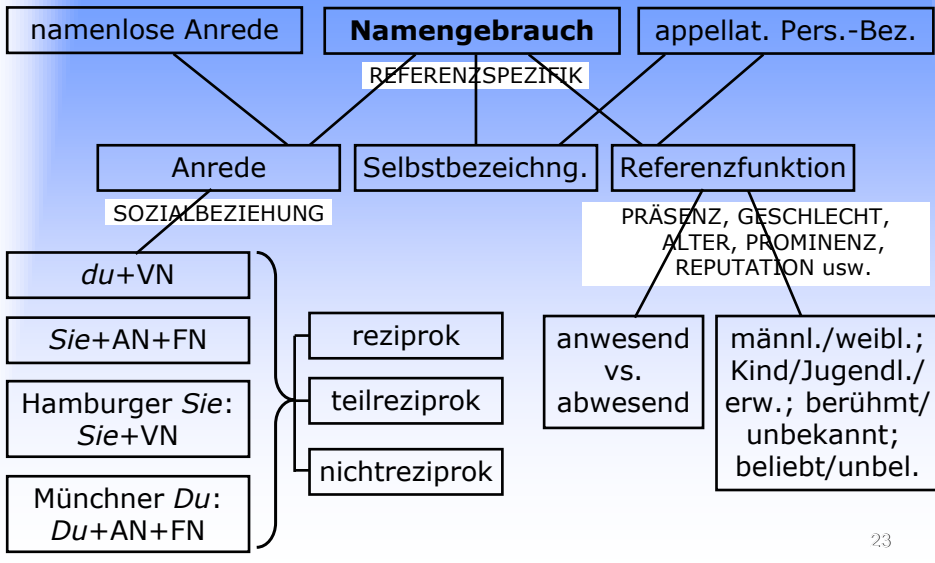 namenlose Anrede
Namengebrauch
appellat. Pers.-Bez.
REFERENZSPEZIFIK
Anrede
Selbstbezeichng.
Referenzfunktion
SOZIALBEZIEHUNG
PRÄSENZ, GESCHLECHT,
ALTER, PROMINENZ,
REPUTATION usw.
du+VN
Sie+AN+FN
Hamburger Sie:
Sie+VN
Münchner Du:
Du+AN+FN
reziprok
teilreziprok
nichtreziprok
anwesend
vs.
abwesend
männl./weibl.;
Kind/Jugendl./
erw.; berühmt/
unbekannt;
beliebt/unbel.
23